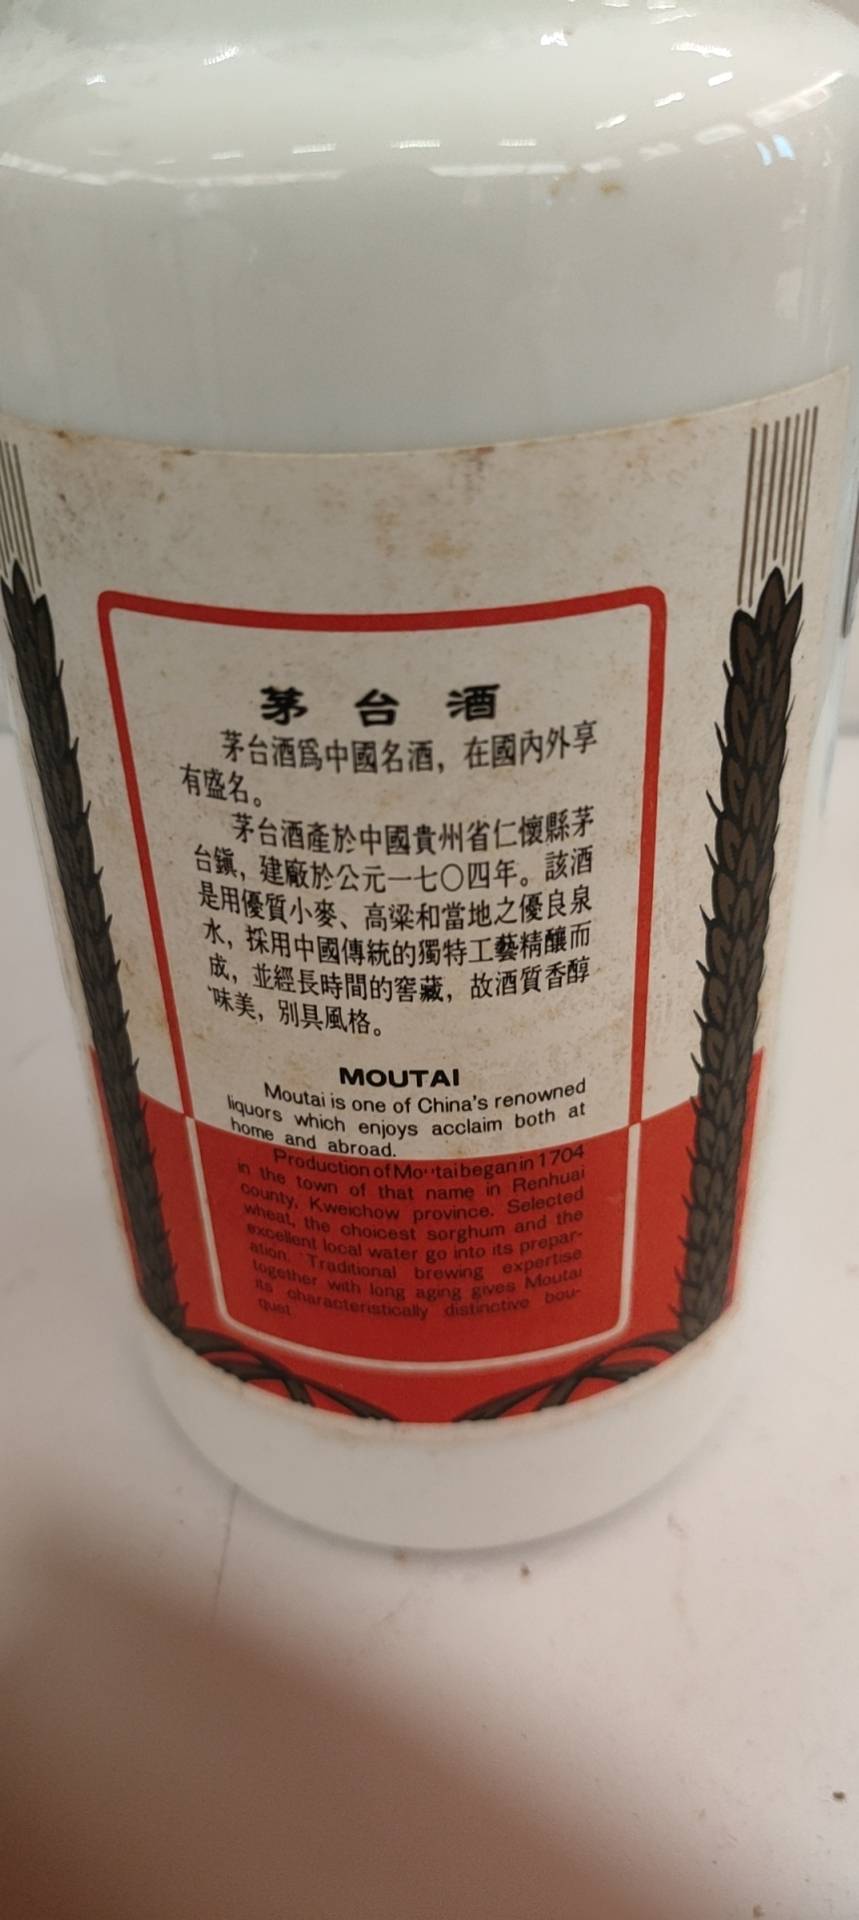 茅台酒
茅台酒爲中國名酒，在國內外享
有盛名。
茅台酒產於中國貴州省仁懷縣茅
台鎮，建廠於公元一七〇四年。該酒
是用優質小麥、高粱和當地之優良泉
水，採用中國傳統的獨特工藝精釀而
成，並經長時間的窖藏，故酒質香醇
味美，別具風格。
MOUTAI
Moutai is one of China's renowned
liquors which enjoys acclaim both at
home and abroad.
Production of Moutai began in 1704
in the town of that name in Renhuai
county, Kweichow province. Selected
wheat, the choicest sorghum and the
excellent local water go into its prepar-
ation. Traditional brewing expertise
together with long aging gives Moutai
its characteristically distinctive bou-
quet